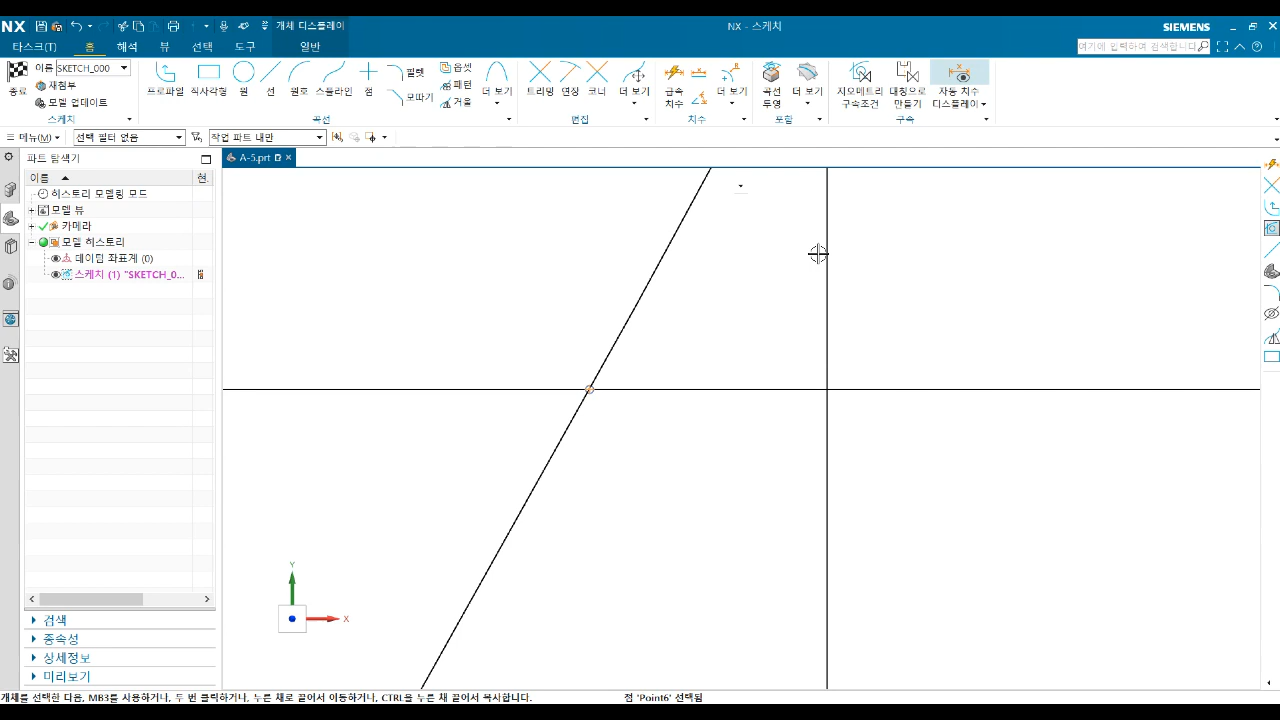 NX 개체 디스플레이 NX - 스케치 SIEMENS
타스크(T) 홈 해석 뷰 선택 도구 일반 여기에 입력하여 검색합니다
종료 이름 SKETCH_000
재첨부
모델 업데이트
스케치
프로파일 직사각형 원 선 원호 스플라인 점 필렛 모따기 옵셋 패턴 거울 더 보기
곡선
트리밍 연장 코너 더 보기
편집
급속 치수 더 보기
치수
곡선 투영 더 보기
포함
지오메트리 구속조건 대칭으로 만들기 자동 치수 디스플레이
구속
메뉴(M) 선택 필터 없음 작업 파트 내만
파트 탐색기 A-5.prt
이름 현.
히스토리 모델링 모드
모델 뷰
카메라
모델 히스토리
데이텀 좌표계 (0)
스케치 (1) "SKETCH_0...
Y
X
검색
종속성
상세정보
미리보기
개체를 선택한 다음, MB3를 사용하거나, 두 번 클릭하거나, 누른 채로 끌어서 이동하거나, CTRL을 누른 채 끌어서 복사합니다. 점 'Point6' 선택됨